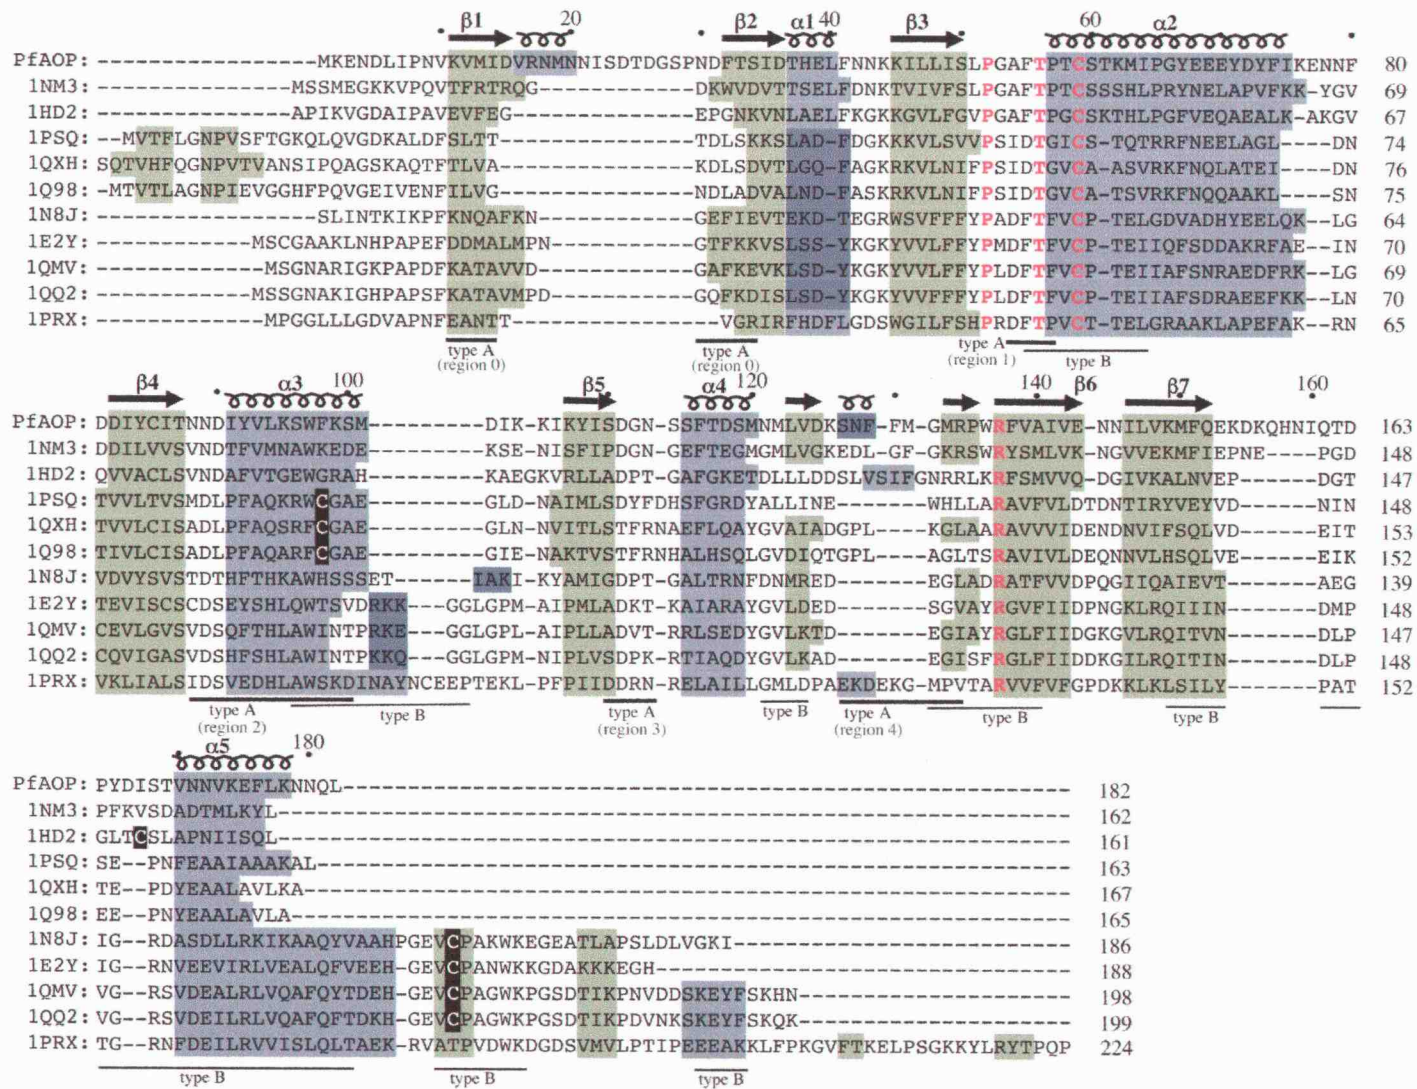 β1 20 β2 α1 40 β3 60 α2
PfAOP: -----------------MKENDLIPNVKVMIDVRNMNNISDTDGSPNDFTSIDTHELFNNKKILLISLPGAFTPTCSTKMIPGYEEEYDYFIKENNF 80
1NM3: ---------------MSSMEGKKVPQVTFRTRQG------------DKWVDVTTSELFDNKTVIVFSLPGAFTPTCSSSHLPRYNELAPVFKK-YGV 69
1HD2: ---------------APIKVGDAIPAVEVFEG--------------EPGNKVNLAELFKGKKGVLFGVPGAFTPGCSKTHLPGFVEQAEALK-AKGV 67
1PSQ: --MVTFLGNPVSFTGKQLQVGDKALDFSLTT---------------TDLSKKSLADF-DGKKKVLSVVPSIDTGICS-TQTRRFNEELAGL---DN 74
1QXH: SQTVHFQGNPVTVANSIPQAGSKAQTFTLVA---------------KDLSDVTLGQF-AGKRKVLNIFPSIDTGVCA-ASVRKFNQLATEI---DN 76
1Q98: --MTVTLAGNPIEVGGHFPQVGEIVENFILVG--------------NDLADVALNDF-ASKRKVLNIFPSIDTGVCA-TSVRKFNQQAAKL---SN 75
1N8J: -----------------SLINTKIKPFKNQAFKN------------GEFIEVTEKD-TEGRWSVFFFYPADFTFVCP-TELGDVADHYEELQK--LG 64
1E2Y: ------------MSCGAAKLNHPAPEFDDMALMPN-----------GTFKKVSLSS-YKGKYVVLFFYPMDFTFVCP-TEIIQFSDDAKRFAE--IN 70
1QMV: -------------MSGNARIGKPAPDFKATAVVD------------GAFKEVKLSD-YKGKYVVLFFYPLDFTFVCP-TEIIAFSNRAEDFRK--LG 69
1QQ2: ------------MSSGNAKIGHPAPSFKATAVMPD-----------GQFKDISLSD-YKGKYVVFFFYPLDFTFVCP-TEIIAFSDRAEEFKK--LN 70
1PRX: -------------MPGGLLLGDVAPNFEANTT--------------VGRIRFHDFLGDSWGILFSHPRDFTPVCT-TELGRAAKLAPEFAK--RN 65
type A (region 0) type A (region 0) type A (region 1) type B
β4 α3 100 β5 α4 120 140 β6 β7 160
PfAOP: DDIYCITNNDIYVLKSWFKSM---------DIK-KIKYISDGN-SSFTDSMNMLVDKSNF-FM-GMRPWRFVAIVE-NNILVKMFQEKDKQHNIQTD 163
1NM3: DDILVVSVNDTFVMNAWKEDE---------KSE-NISFIPDGN-GEFTEGMGMLVGKEDL-GF-GKRSWRYSMLVK-NGVVEKMFIEPNE----PGD 148
1HD2: QVVACLSVNDAFVTGEWGRAH---------KAEGKVRLLADPT-GAFGKETDLLLDDSLVSIFGNRRLKRFSMVVQ-DGIVKALNVEP------DGT 147
1PSQ: TVVLTVSMDLPFAQKRWCGAE---------GLD-NAIMLSDYFDHSFGRDYALLINE------WHLLARAVFVLDTDNTIRYVEYVD------NIN 148
1QXH: TVVLCISADLPFAQSRFCGAE---------GLN-NVITLSTFRNAEFLQAYGVAIADGPL---KGLAARAVVVIDENDNVIFSQLVD------EIT 153
1Q98: TIVLCISADLPFAQARFCGAE---------GIE-NAKTVSTFRNHALHSQLGVDIQTGPL---AGLTSRAVIVLDEQNNVLHSQLVE------EIK 152
1N8J: VDVYSVSTDTHFTHKAWHSSSET------IAKI-KYAMIGDPT-GALTRNFDNMRED------EGLADRATFVVDPQGIIQAIEVT-------AEG 139
1E2Y: TEVISCSCDSEYSHLQWTSVDRKK----GGLGPM-AIPMLADKT-KAIARAYGVLDED-----SGVAYRGVFIIDPNGKLRQIIIN-------DMP 148
1QMV: CEVLGVSVDSQFTHLAWINTPRKE----GGLGPL-AIPLLADVT-RRLSEDYGVLKTD-----EGIAYRGLFIIDGKGVLRQITVN-------DLP 147
1QQ2: CQVIGASVDSHFSHLAWINTPKKQ----GGLGPM-NIPLVSDPK-RTIAQDYGVLKAD-----EGISFRGLFIIDDKGILRQITIN-------DLP 148
1PRX: VKLIALSIDSVEDHLAWSKDINAYNCEEPTEKL-PFPIIDDRN-RELAILLGMLDPAEKDEKG-MPVTARVVFVFGPDKKLKLSILY------PAT 152
type A (region 2) type B type A (region 3) type B type A (region 4) type B type B
α5 180
PfAOP: PYDISTVNNVKEFLKNNQL-------------------------------------------------------- 182
1NM3: PFKVSDADTMLKYL------------------------------------------------------------- 162
1HD2: GLTCSLAPNIISQL------------------------------------------------------------- 161
1PSQ: SE--PNFEAAIAAAKAL---------------------------------------------------------- 163
1QXH: TE--PDYEAALAVLKA----------------------------------------------------------- 167
1Q98: EE--PNYEAALAVLA------------------------------------------------------------ 165
1N8J: IG--RDASDLLRKIKAAQYVAAHPGEVCPAKWKEGEATLAPSLDLVGKI-------------------------- 186
1E2Y: IG--RNVEEVIRLVEALQFVEEH-GEVCPANWKKGDAKKKEGH-------------------------------- 188
1QMV: VG--RSVDEALRLVQAFQYTDEH-GEVCPAGWKPGSDTIKPNVDDSKEYFSKHN--------------------- 198
1QQ2: VG--RSVDEILRLVQAFQFTDKH-GEVCPAGWKPGSDTIKPDVNKSKEYFSKQK--------------------- 199
1PRX: TG--RNFDEILRVVISLQLTAEK-RVATPVDWKDGDSVMVLPTIPEEEAKKLFPKGVFTKELPSGKKYLRYTPQP 224
type B type B type B